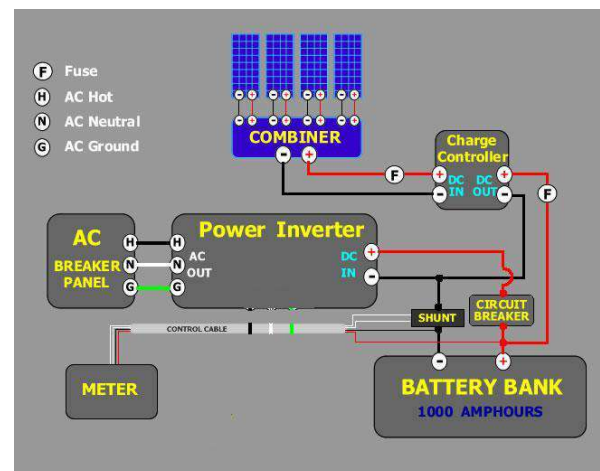 F Fuse
H AC Hot
N AC Neutral
G AC Ground
- + - + - + - +
- + - + - + - +
COMBINER
- +
Charge
Controller
F
+ DC DC +
- IN OUT -
F
AC
BREAKER
PANEL
H
N
G
Power Inverter
H
N
G
AC
OUT
DC +
IN -
SHUNT
CIRCUIT
BREAKER
CONTROL CABLE
METER
- +
BATTERY BANK
1000 AMPHOURS